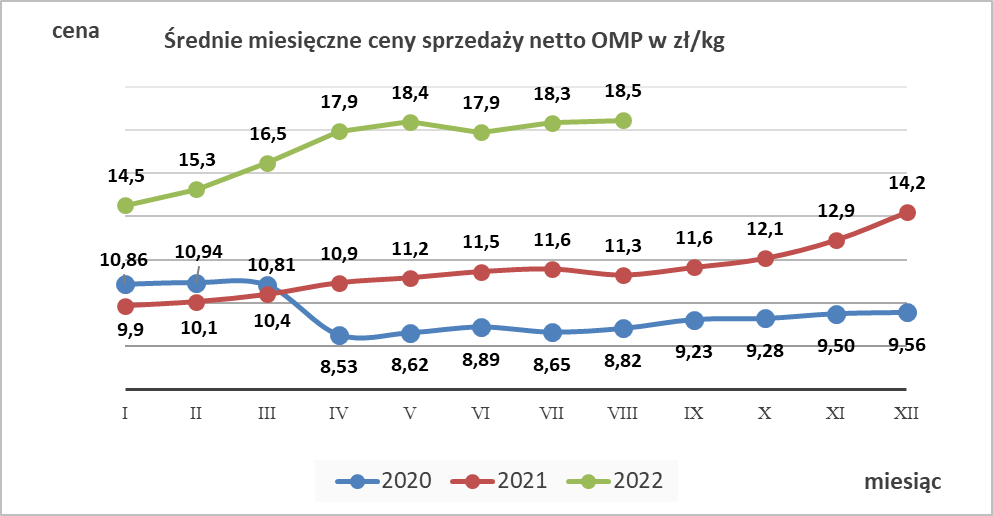 cena
Średnie miesięczne ceny sprzedaży netto OMP w zł/kg
14,5 15,3 16,5 17,9 18,4 17,9 18,3 18,5
10,86 10,94 10,81 8,53 8,62 8,89 8,65 8,82 9,23 9,28 9,50 9,56
9,9 10,1 10,4 10,9 11,2 11,5 11,6 11,3 11,6 12,1 12,9 14,2
I II III IV V VI VII VIII IX X XI XII
2020 2021 2022
miesiąc